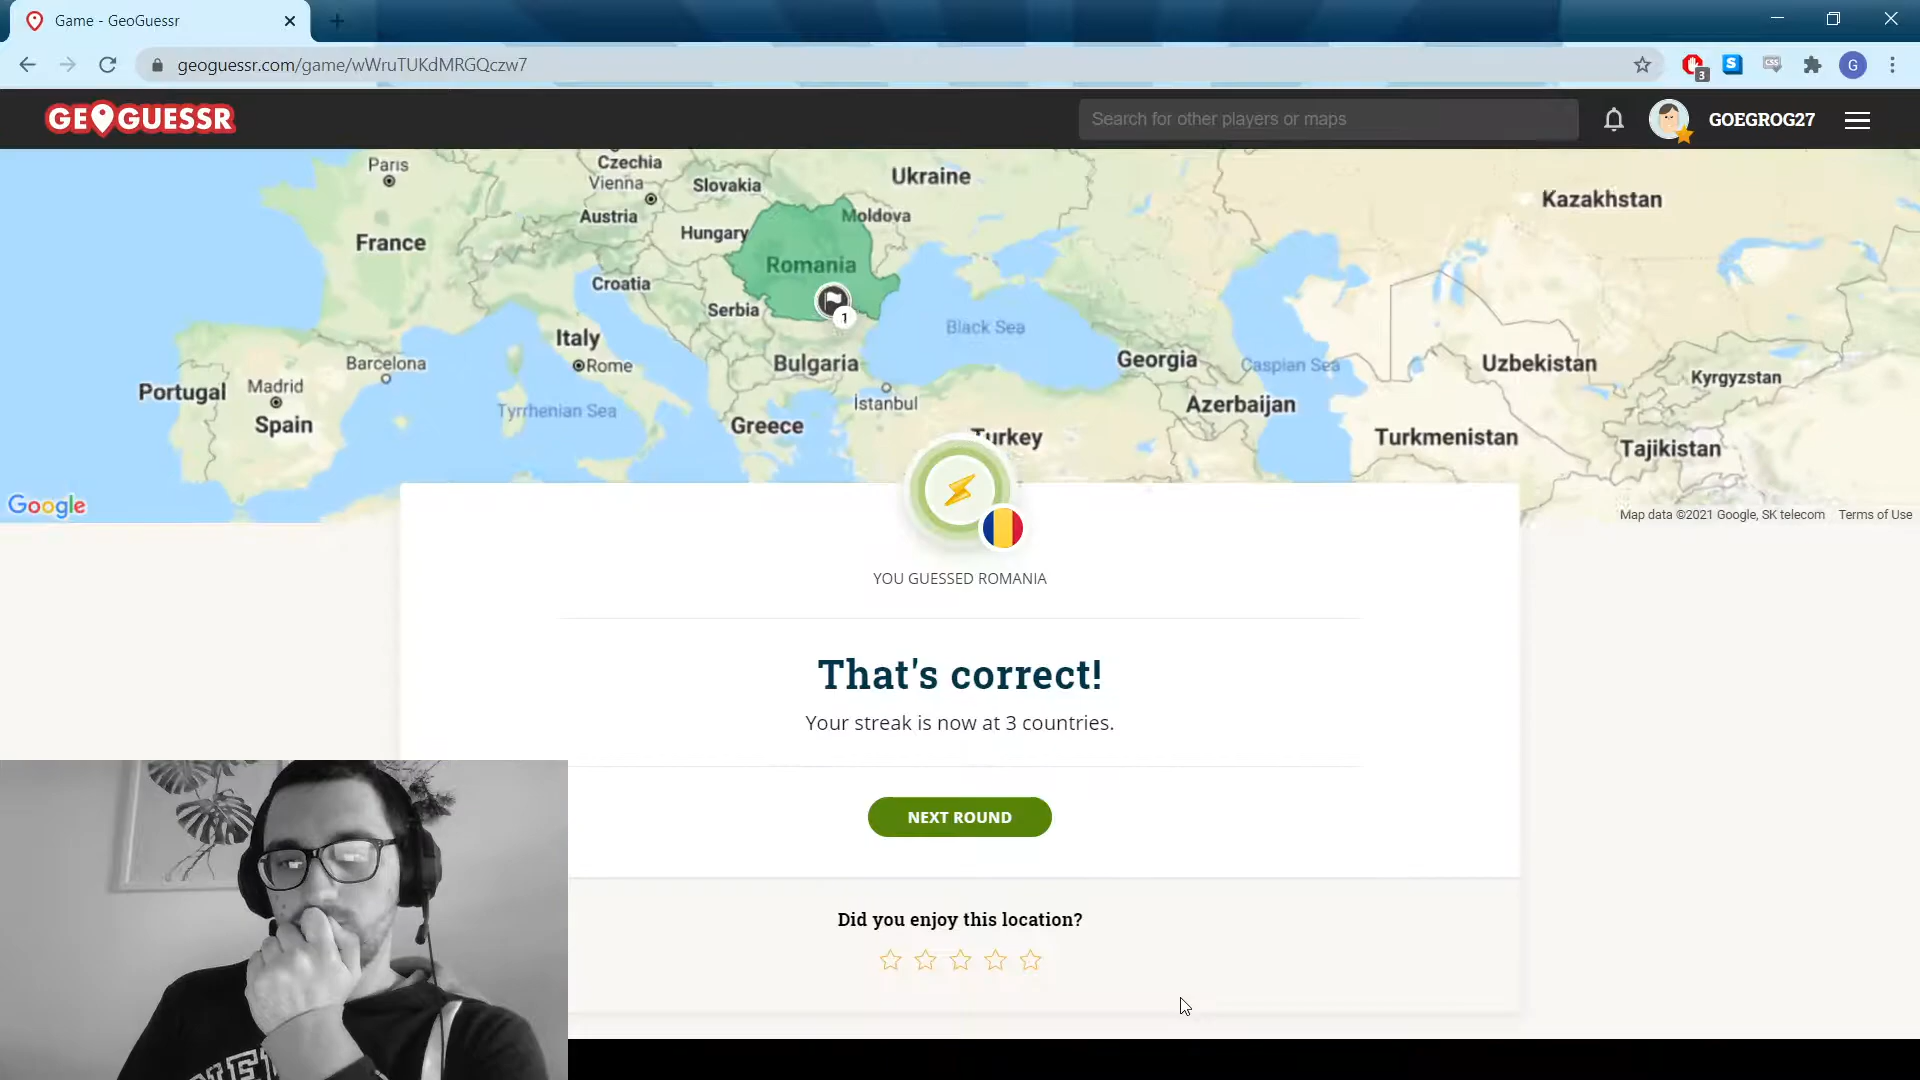 Game - GeoGuessr
geoguessr.com/game/wWruTUKdMRGQczw7
3
S
CSS
G
GEOGUESSR
Search for other players or maps
GOEGROG27
Paris
Czechia
Vienna
Slovakia
Ukraine
Kazakhstan
Austria
Moldova
France
Hungary
Romania
Croatia
Serbia
1
Italy
Black Sea
Barcelona
Rome
Bulgaria
Georgia
Caspian Sea
Uzbekistan
Kyrgyzstan
Portugal
Madrid
Tyrrhenian Sea
İstanbul
Azerbaijan
Spain
Greece
Turkey
Turkmenistan
Tajikistan
Google
Map data ©2021 Google, SK telecom
Terms of Use
YOU GUESSED ROMANIA
That's correct!
Your streak is now at 3 countries.
NEXT ROUND
Did you enjoy this location?